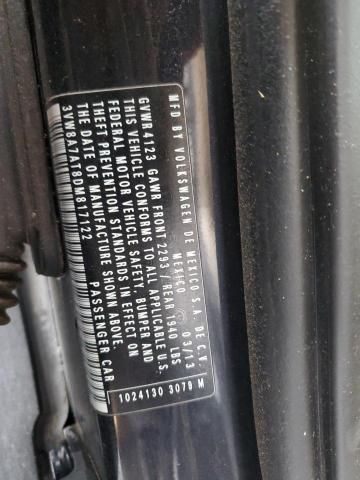 MFD BY VOLKSWAGEN DE MEXICO S.A. DE C.V.
MEXICO 03/13
GVWR 4123 GAWR FRONT 2293 / REAR 1940 LBS
THIS VEHICLE CONFORMS TO ALL APPLICABLE U.S.
FEDERAL MOTOR VEHICLE SAFETY, BUMPER AND
THEFT PREVENTION STANDARDS IN EFFECT ON
THE DATE OF MANUFACTURE SHOWN ABOVE.
3VW8A7AT8DM817122 PASSENGER CAR
1024130 3079 M